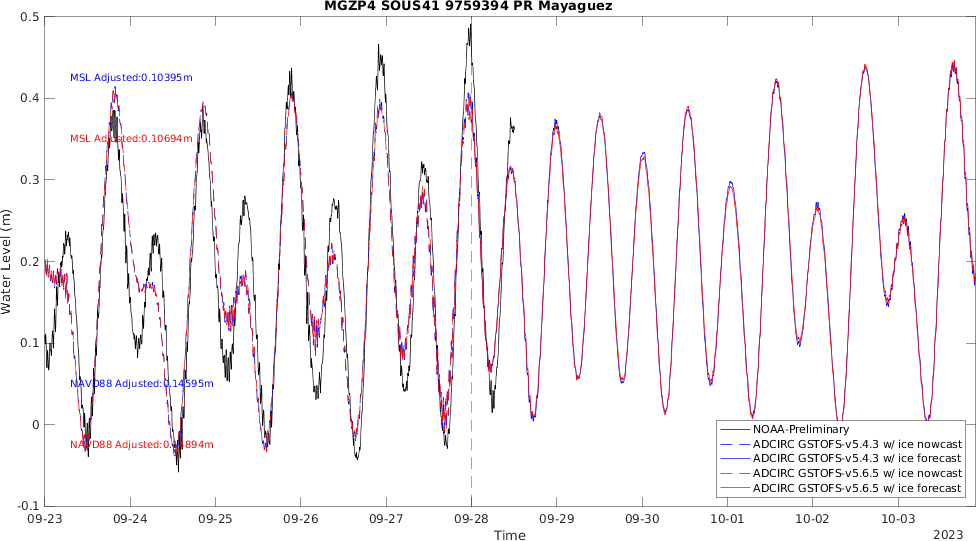 MGZP4 SOUS41 9759394 PR Mayaguez
0.5
0.4
0.3
0.2
0.1
0
-0.1
Water Level (m)
MSL Adjusted:0.10395m
MSL Adjusted:0.10694m
NAVD88 Adjusted:0.14595m
NAVD88 Adjusted: 894m
NOAA-Preliminary
ADCIRC GSTOFS-v5.4.3 w/ ice nowcast
ADCIRC GSTOFS-v5.4.3 w/ ice forecast
ADCIRC GSTOFS-v5.6.5 w/ ice nowcast
ADCIRC GSTOFS-v5.6.5 w/ ice forecast
09-23 09-24 09-25 09-26 09-27 09-28 09-29 09-30 10-01 10-02 10-03
Time
2023